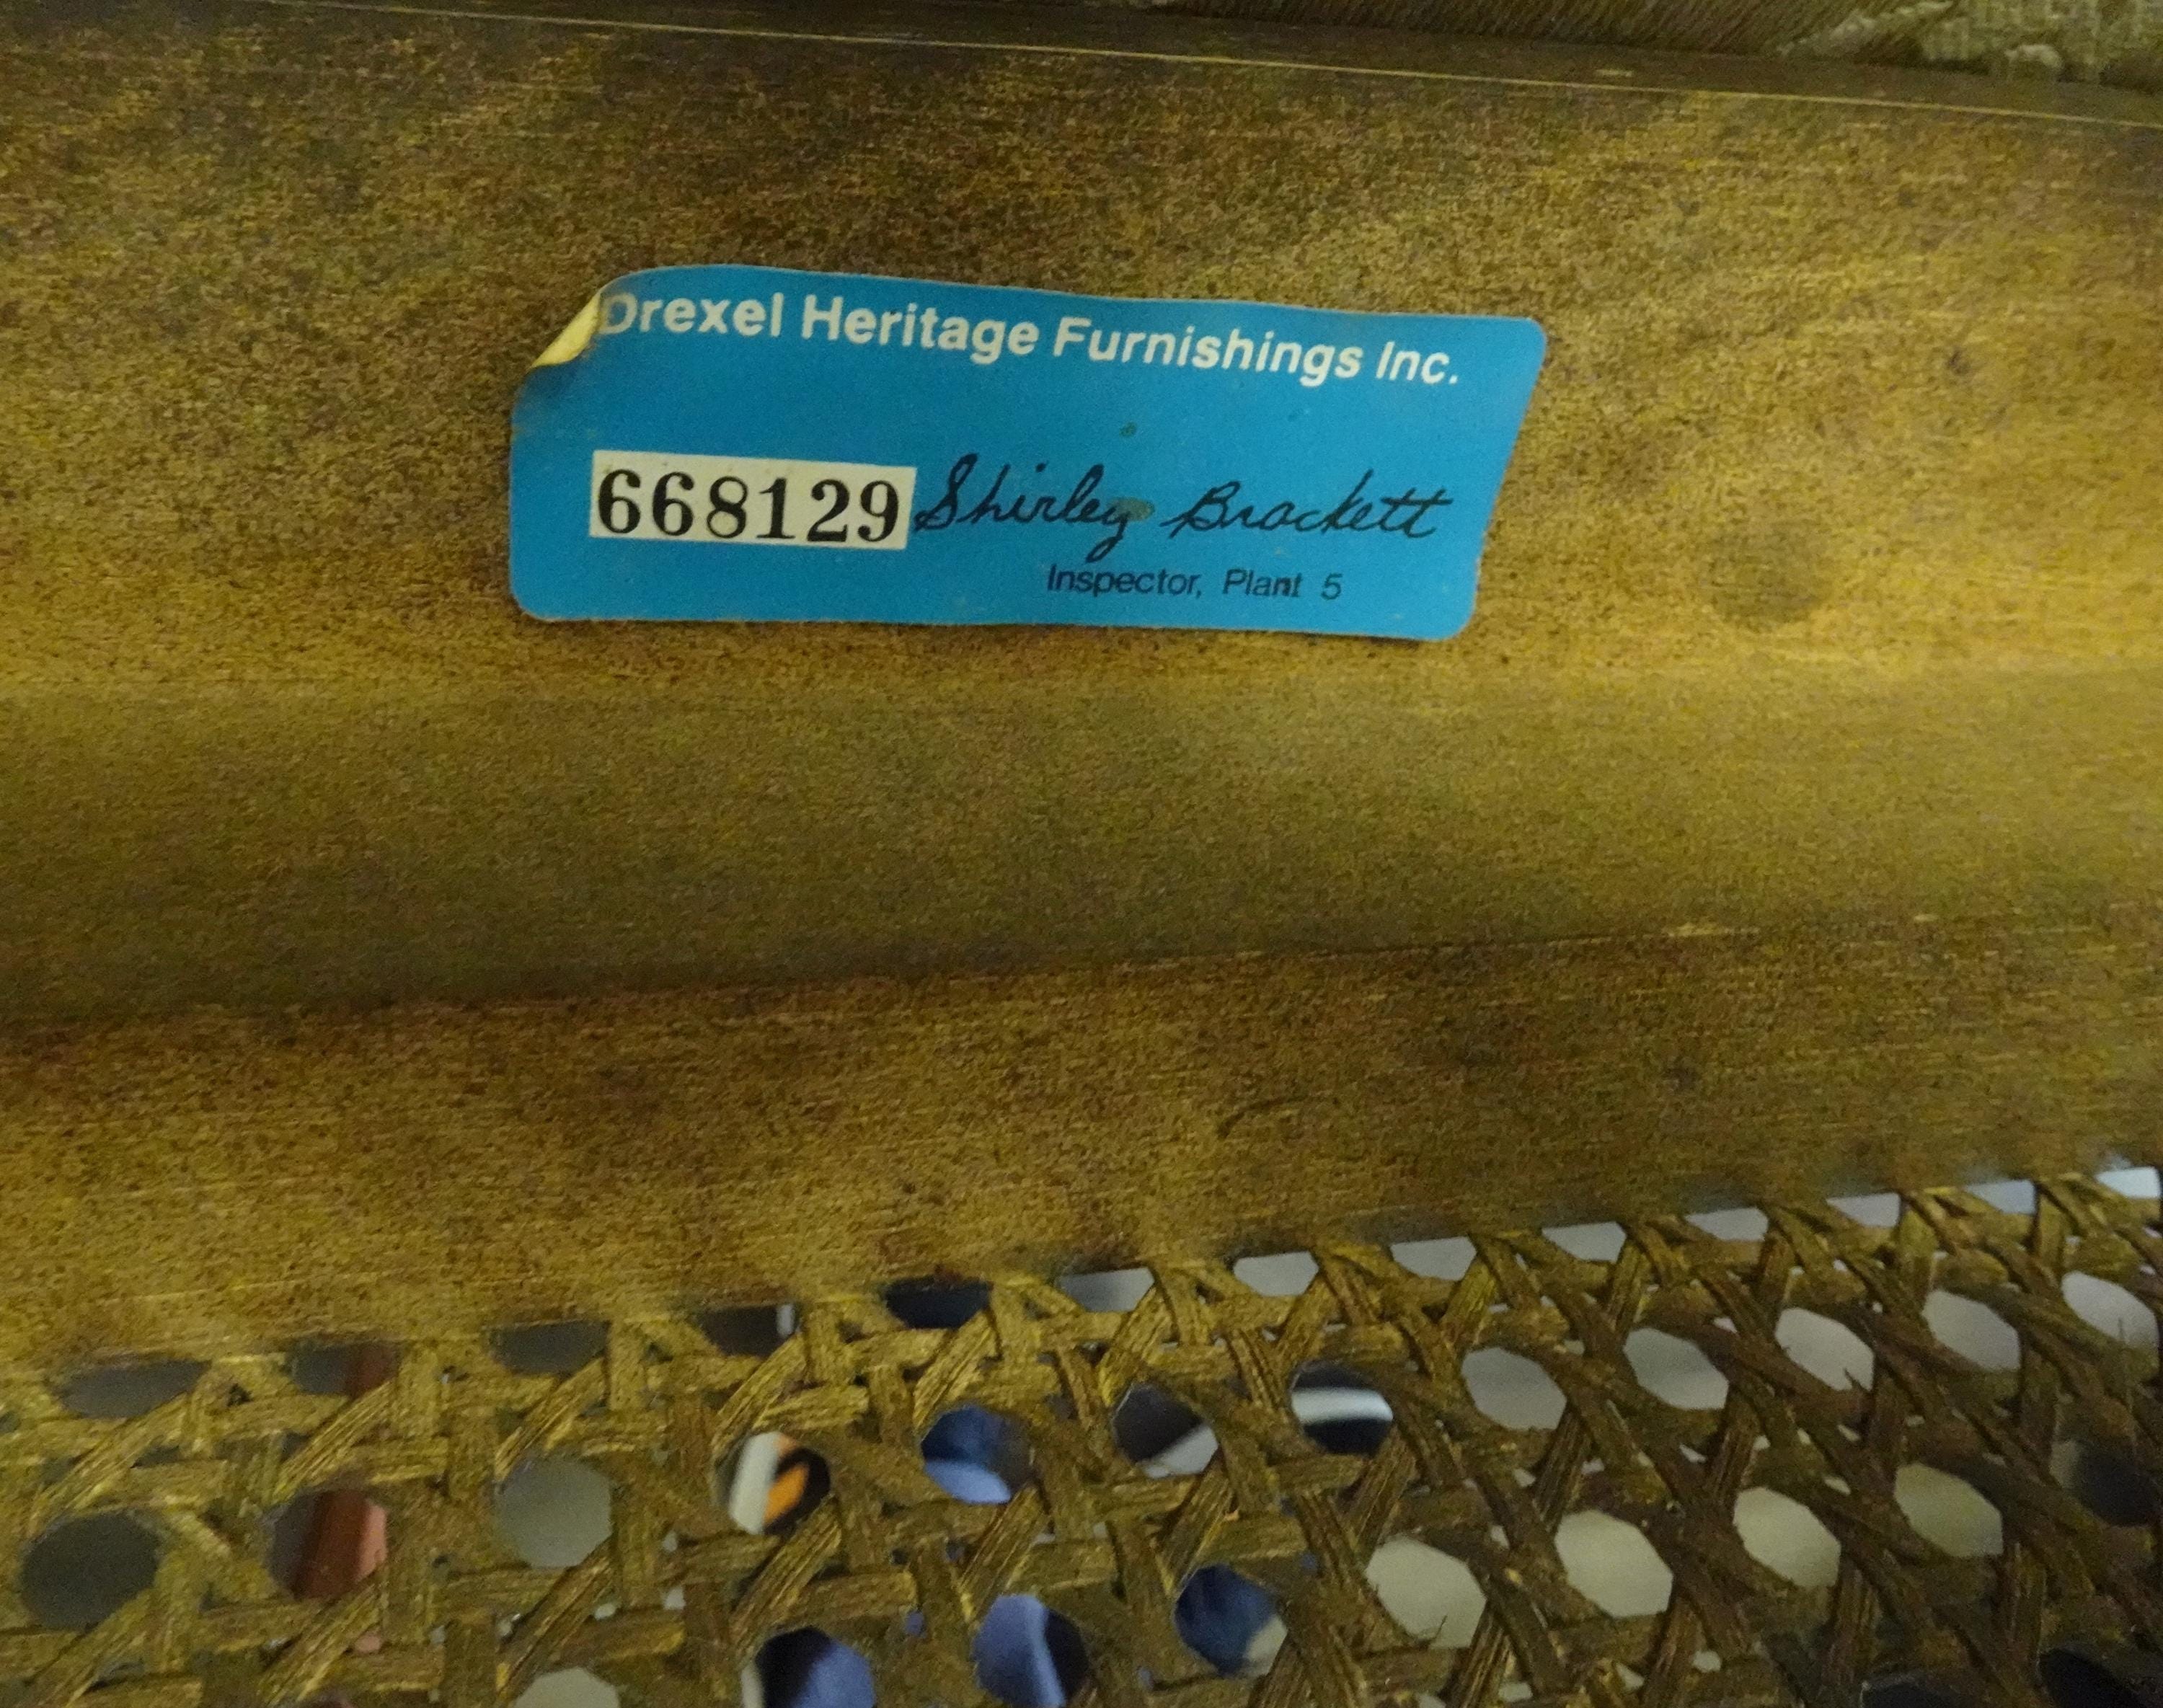 Drexel Heritage Furnishings Inc.
668129 Shirley Brackett
Inspector, Plant 5